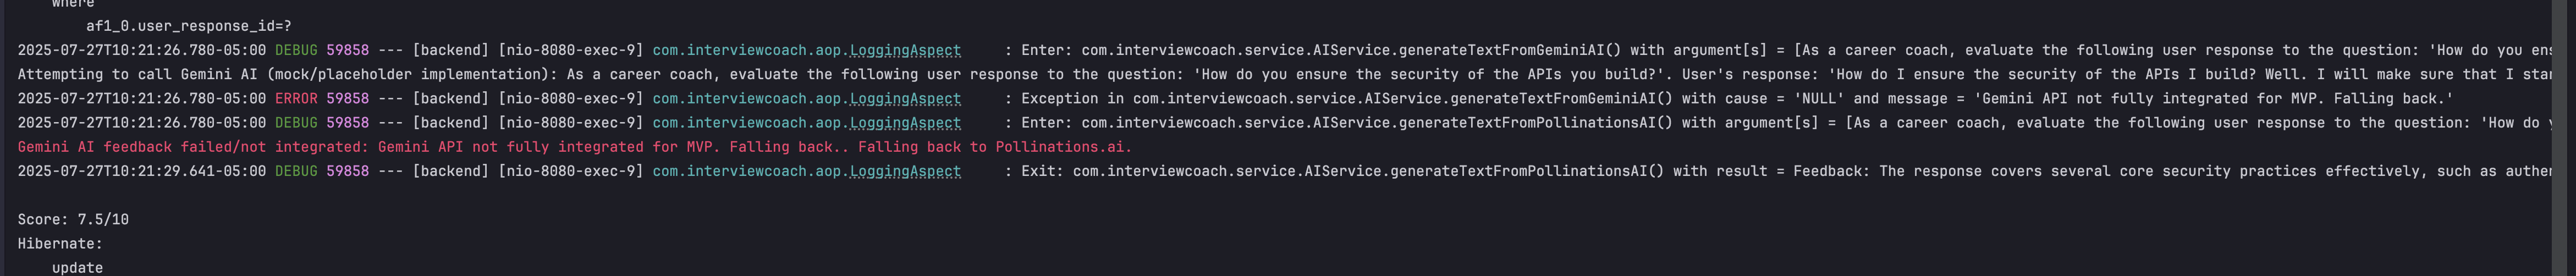 where
af1_0.user_response_id=?
2025-07-27T10:21:26.780-05:00 DEBUG 59858 --- [backend] [nio-8080-exec-9] com.interviewcoach.aop.LoggingAspect : Enter: com.interviewcoach.service.AIService.generateTextFromGeminiAI() with argument[s] = [As a career coach, evaluate the following user response to the question: 'How do you ens
Attempting to call Gemini AI (mock/placeholder implementation): As a career coach, evaluate the following user response to the question: 'How do you ensure the security of the APIs you build?'. User's response: 'How do I ensure the security of the APIs I build? Well. I will make sure that I star
2025-07-27T10:21:26.780-05:00 ERROR 59858 --- [backend] [nio-8080-exec-9] com.interviewcoach.aop.LoggingAspect : Exception in com.interviewcoach.service.AIService.generateTextFromGeminiAI() with cause = 'NULL' and message = 'Gemini API not fully integrated for MVP. Falling back.'
2025-07-27T10:21:26.780-05:00 DEBUG 59858 --- [backend] [nio-8080-exec-9] com.interviewcoach.aop.LoggingAspect : Enter: com.interviewcoach.service.AIService.generateTextFromPollinationsAI() with argument[s] = [As a career coach, evaluate the following user response to the question: 'How do y
Gemini AI feedback failed/not integrated: Gemini API not fully integrated for MVP. Falling back.. Falling back to Pollinations.ai.
2025-07-27T10:21:29.641-05:00 DEBUG 59858 --- [backend] [nio-8080-exec-9] com.interviewcoach.aop.LoggingAspect : Exit: com.interviewcoach.service.AIService.generateTextFromPollinationsAI() with result = Feedback: The response covers several core security practices effectively, such as authen
Score: 7.5/10
Hibernate:
update